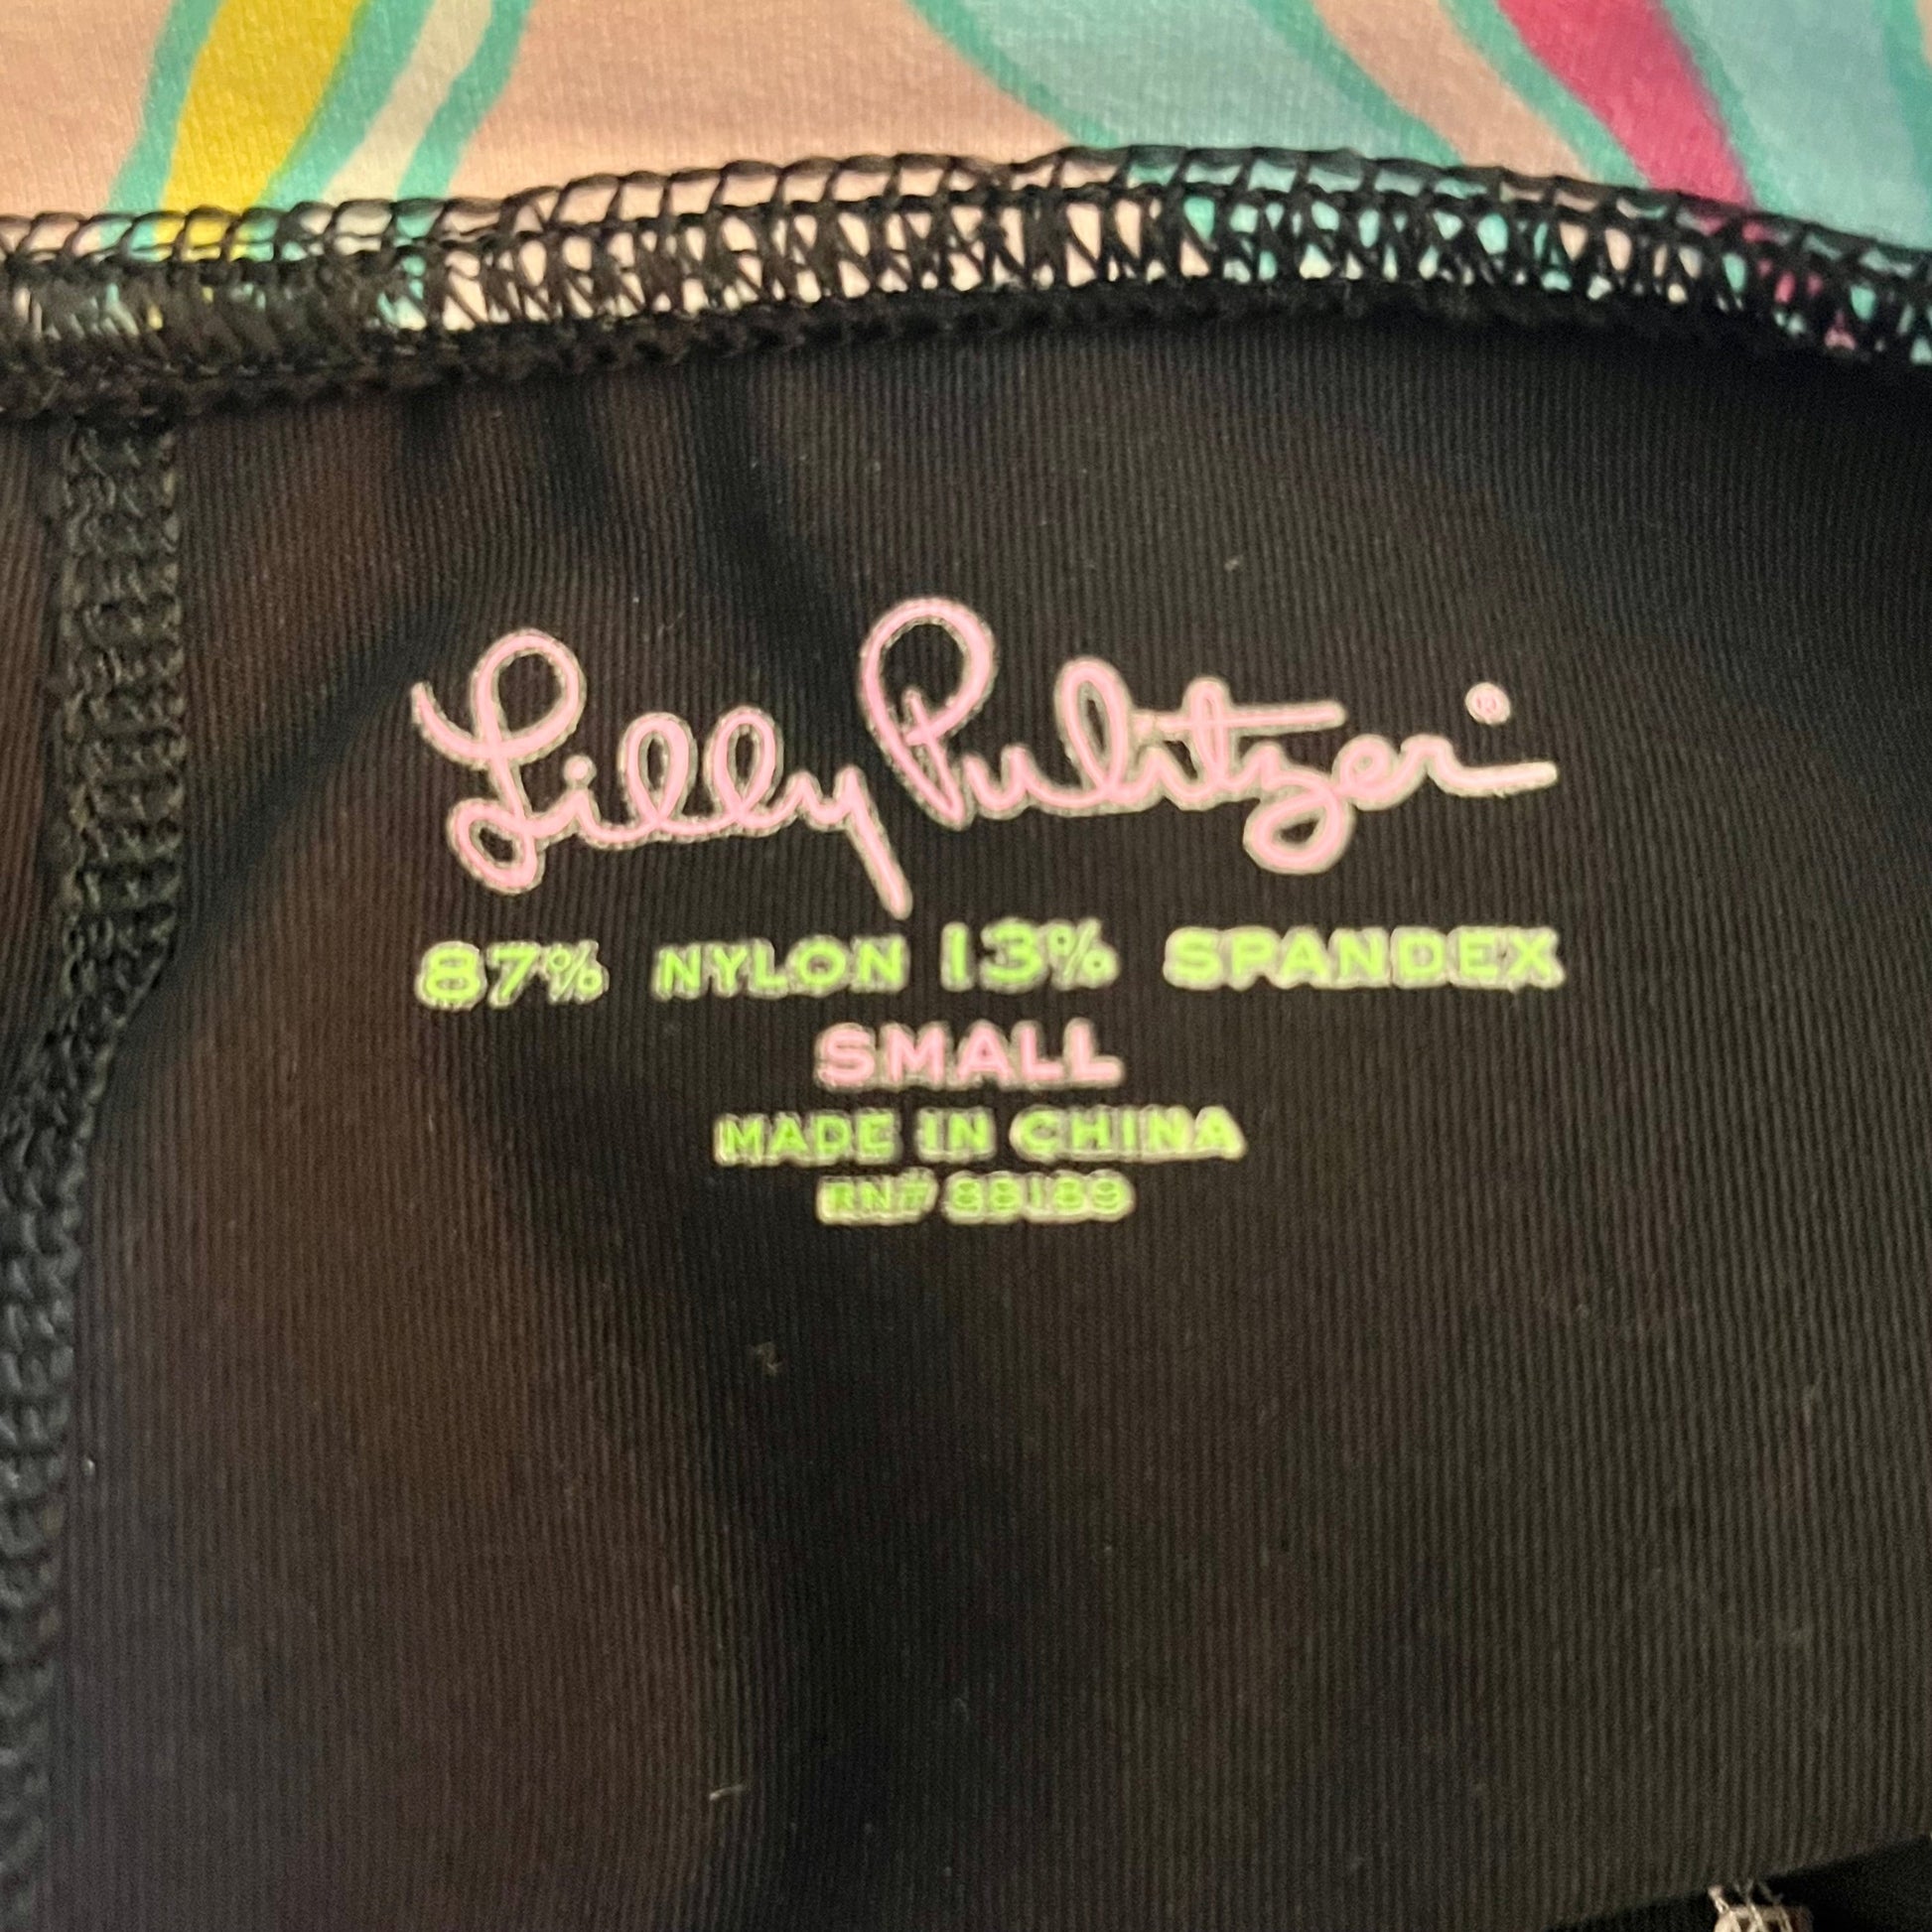 Lilly Pulitzer®
87% NYLON 13% SPANDEX
SMALL
MADE IN CHINA
RN# 88189